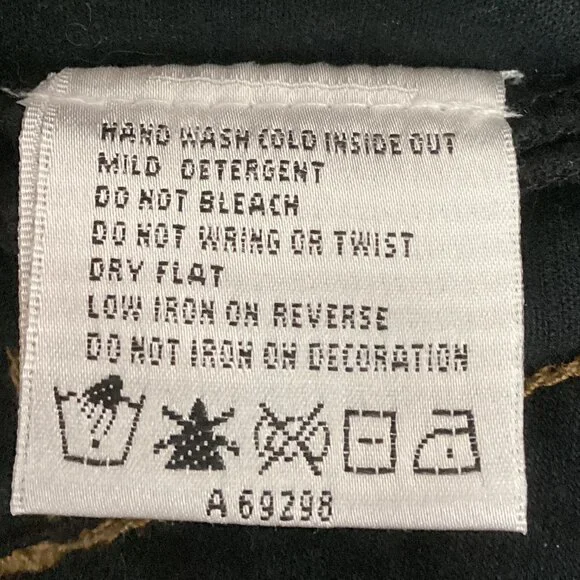 HAND WASH COLD INSIDE OUT
MILD DETERGENT
DO NOT BLEACH
DO NOT WRING OR TWIST
DRY FLAT
LOW IRON ON REVERSE
DO NOT IRON ON DECORATION
A 69298